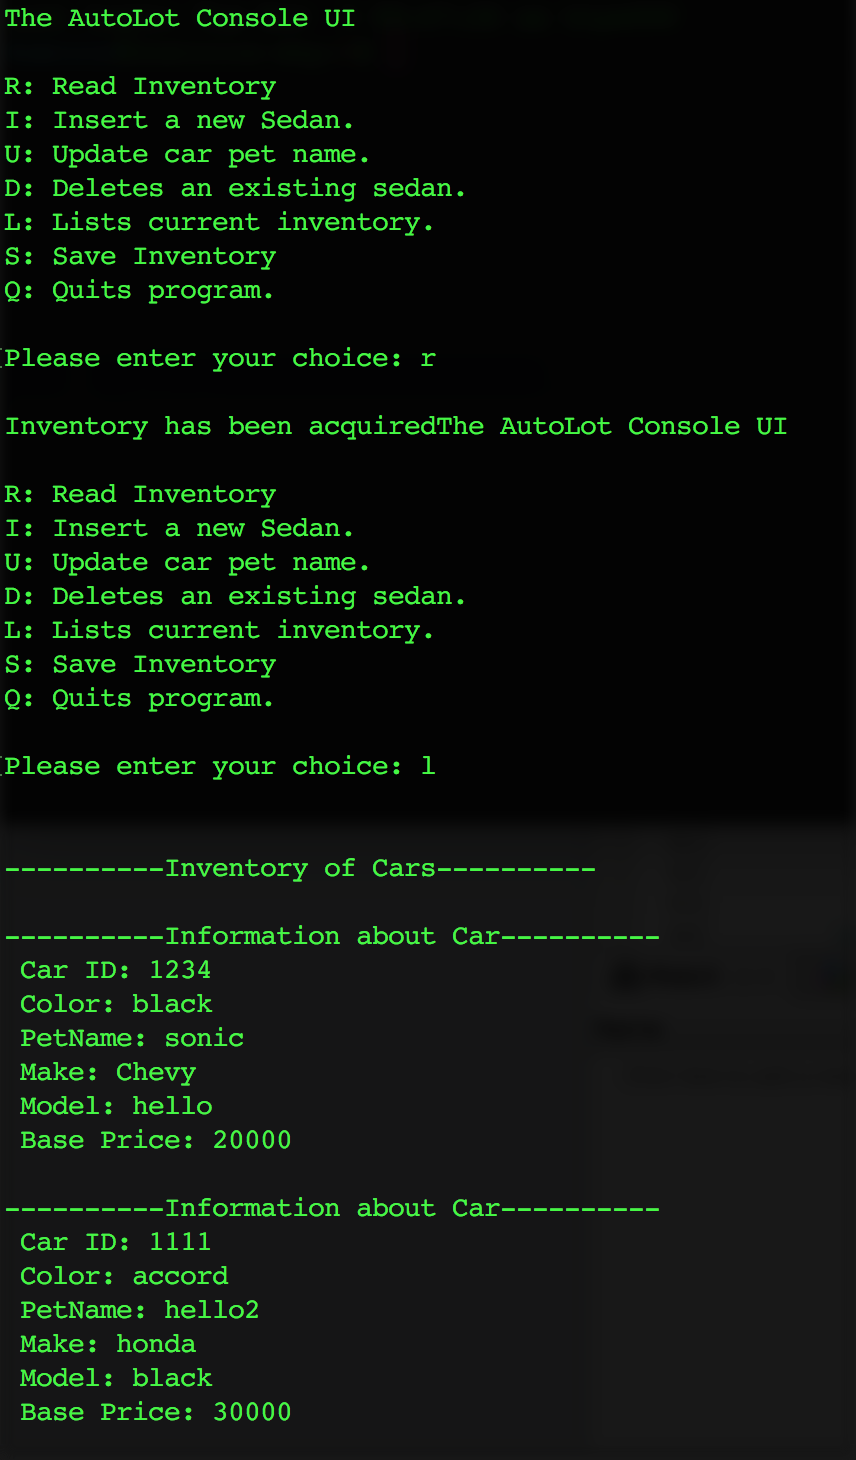 The AutoLot Console UI
R: Read Inventory
I: Insert a new Sedan.
U: Update car pet name.
D: Deletes an existing sedan.
L: Lists current inventory.
S: Save Inventory
Q: Quits program.
Please enter your choice: r
Inventory has been acquiredThe AutoLot Console UI
R: Read Inventory
I: Insert a new Sedan.
U: Update car pet name.
D: Deletes an existing sedan.
L: Lists current inventory.
S: Save Inventory
Q: Quits program.
Please enter your choice: l
----------Inventory of Cars----------
----------Information about Car----------
Car ID: 1234
Color: black
PetName: sonic
Make: Chevy
Model: hello
Base Price: 20000
----------Information about Car----------
Car ID: 1111
Color: accord
PetName: hello2
Make: honda
Model: black
Base Price: 30000